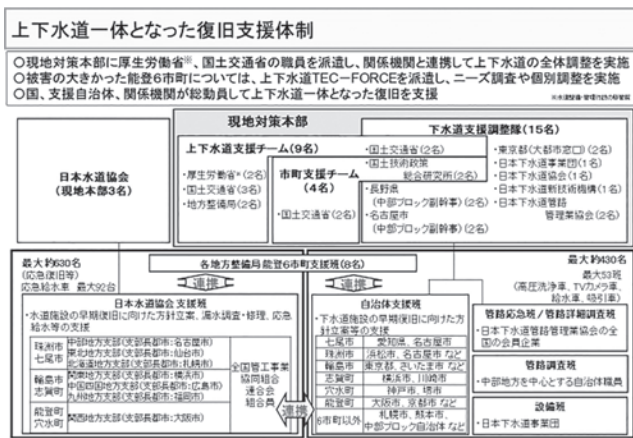 上下水道一体となった復旧支援体制
○現地対策本部に厚生労働省※、国土交通省の職員を派遣し、関係機関と連携して上下水道の全体調整を実施
○被害の大きかった能登6市町については、上下水道TEC-FORCEを派遣し、ニーズ調査や個別調整を実施
○国、支援自治体、関係機関が総動員して上下水道一体となった復旧を支援
現地対策本部
日本水道協会
(現地本部3名)
上下水道支援チーム(9名)
・厚生労働省※(2名)
・国土交通省(3名)
・地方整備局(2名)
市町支援チーム
(4名)
・国土交通省(2名)
下水道支援調整隊(15名)
・国土交通省(2名)
・国土技術政策
総合研究所(2名)
・長野県
(中部ブロック副幹事)(2名)
・名古屋市
(中部ブロック副幹事)(2名)
・東京都(大都市窓口)(2名)
・日本下水道事業団(1名)
・日本下水道協会(1名)
・日本下水道新技術機構(1名)
・日本下水道管路
管理業協会(2名)
各地方整備局能登6市町支援班(8名)
連携
連携
最大約630名
(応急復旧等)
応急給水車 最大92台
日本水道協会支援班
・水道施設の早期復旧に向けた方針立案、漏水調査・修理、応急
給水等の支援
珠洲市
七尾市
中部地方支部(支部長都市:名古屋市)
東北地方支部(支部長都市:仙台市)
北海道地方支部(支部長都市:札幌市)
輪島市
志賀町
関東地方支部(支部長都市:横浜市)
中国四国地方支部(支部長都市:広島市)
九州地方支部(支部長都市:福岡市)
能登町
穴水町
関西地方支部(支部長都市:大阪市)
全国管工事業
協同組合
連合会
組合員
連携
自治体支援班
・下水道施設の早期復旧に向けた方
針立案等の支援
七尾市 愛知県、名古屋市
珠洲市 浜松市、名古屋市 など
輪島市 東京都、さいたま市 など
志賀町 横浜市、川崎市
穴水町 神戸市、堺市
能登町 大阪市、京都市 など
6市町以外 札幌市、熊本市、
中部ブロック自治体 など
最大約430名
最大53班
(高圧洗浄車、TVカメラ車、
給水車、吸引車)
管路応急班/管路詳細調査班
・日本下水道管路管理業協会の全
国の会員企業
管路調査班
・中部地方を中心とする自治体職員
設備班
・日本下水道事業団